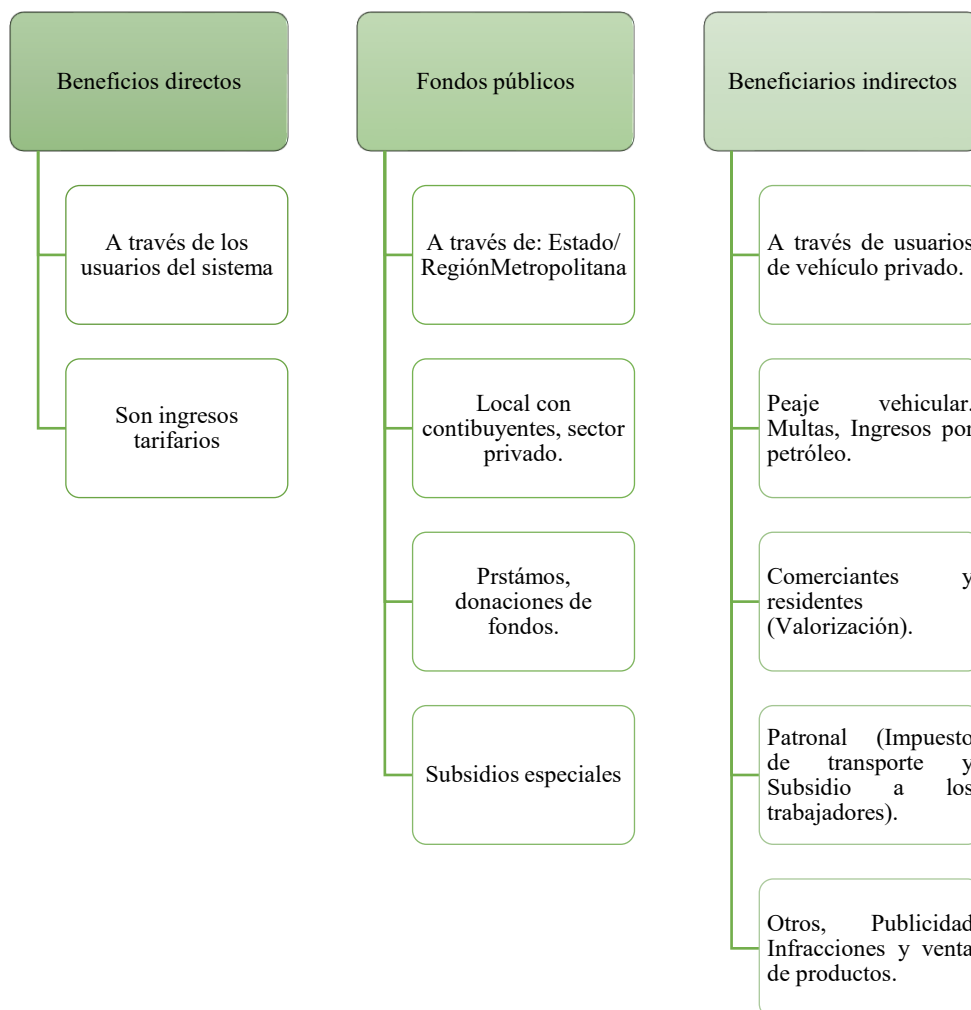 Beneficios directos
A través de los
usuarios del sistema
Son ingresos
tarifarios
Fondos públicos
A través de: Estado/
RegiónMetropolitana
Local con
contibuyentes, sector
privado.
Prstámos,
donaciones de
fondos.
Subsidios especiales
Beneficiarios indirectos
A través de usuarios
de vehículo privado.
Peaje vehicular.
Multas, Ingresos por
petróleo.
Comerciantes y
residentes
(Valorización).
Patronal (Impuesto
de transporte y
Subsidio a los
trabajadores).
Otros, Publicidad
Infracciones y venta
de productos.